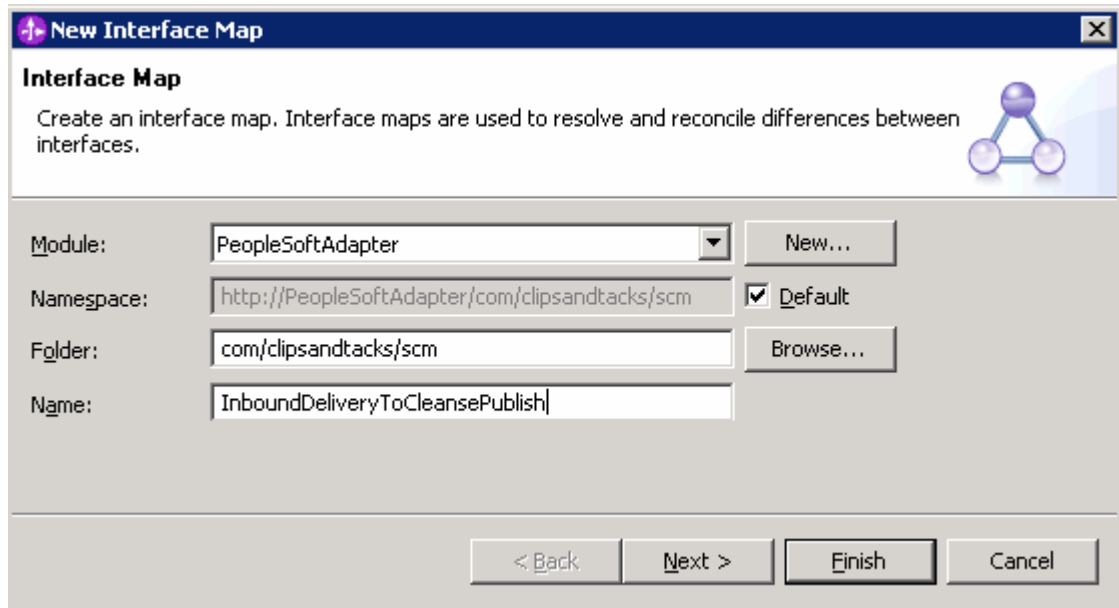 New Interface Map
Interface Map
Create an interface map. Interface maps are used to resolve and reconcile differences between
interfaces.
Module: PeopleSoftAdapter New...
Namespace: http://PeopleSoftAdapter/com/clipsandtacks/scm Default
Folder: com/clipsandtacks/scm Browse...
Name: InboundDeliveryToCleansePublish
< Back Next > Finish Cancel